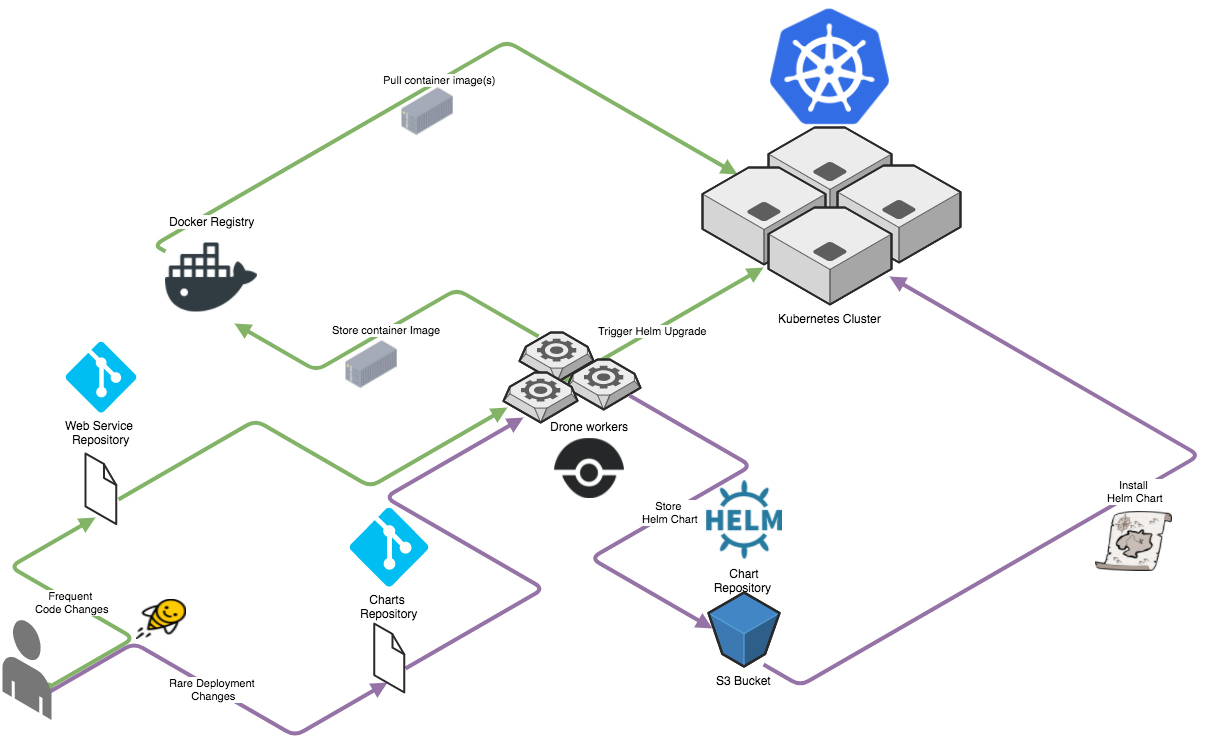 Pull container image(s)
Docker Registry
Kubernetes Cluster
Store container Image
Trigger Helm Upgrade
Web Service
Repository
Drone workers
Install
Helm Chart
Store
Helm Chart
HELM
Chart
Repository
Frequent
Code Changes
Charts
Repository
Rare Deployment
Changes
S3 Bucket